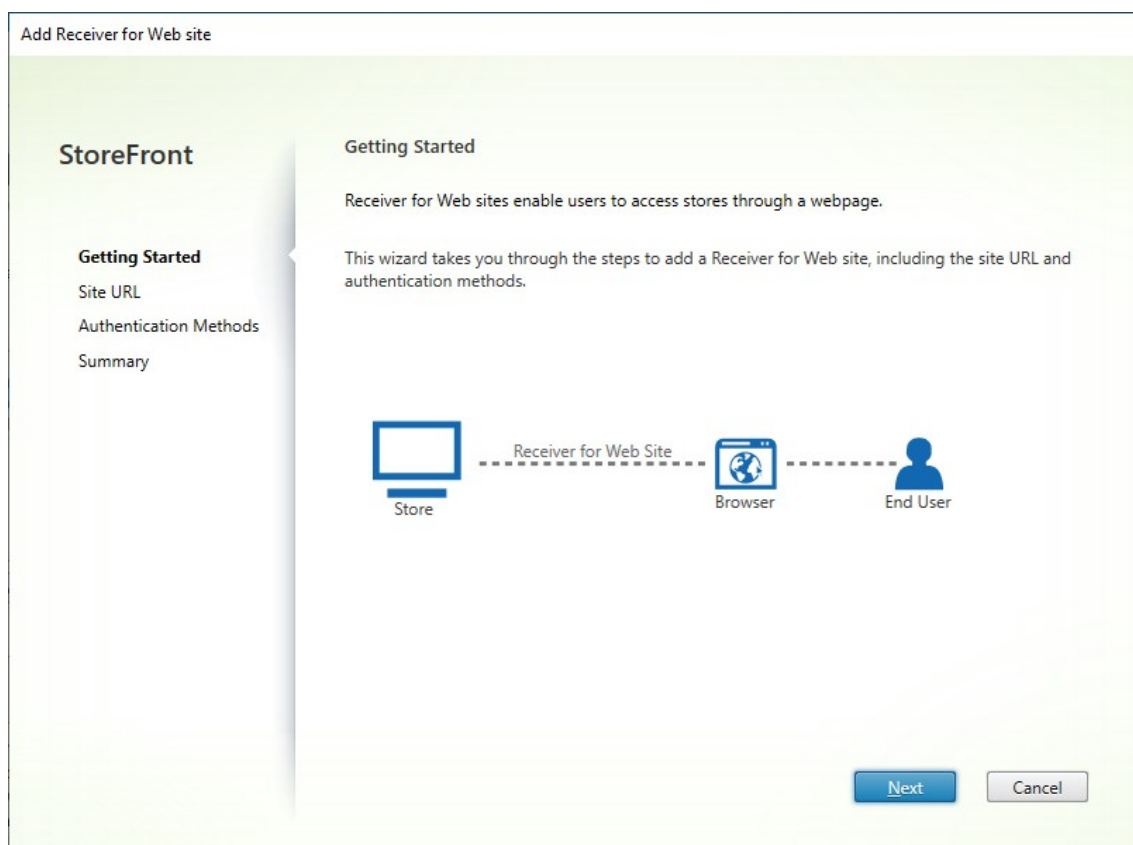 Add Receiver for Web site
StoreFront
Getting Started
Site URL
Authentication Methods
Summary
Getting Started
Receiver for Web sites enable users to access stores through a webpage.
This wizard takes you through the steps to add a Receiver for Web site, including the site URL and
authentication methods.
Receiver for Web Site
Store
Browser
End User
Next
Cancel